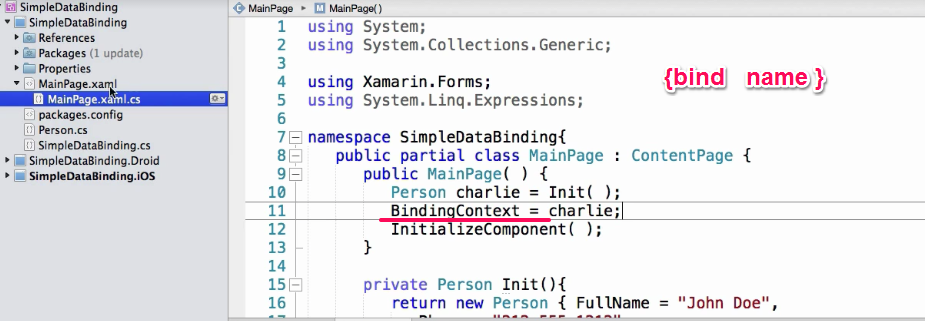 SimpleDataBinding
SimpleDataBinding
References
Packages (1 update)
Properties
MainPage.xaml
MainPage.xaml.cs
packages.config
Person.cs
SimpleDataBinding.cs
SimpleDataBinding.Droid
SimpleDataBinding.iOS
MainPage ▸ M MainPage( )
1 using System;
2 using System.Collections.Generic;
3
4 using Xamarin.Forms;
5 using System.Linq.Expressions;
6
7 namespace SimpleDataBinding{
8 public partial class MainPage : ContentPage {
9 public MainPage( ) {
10 Person charlie = Init( );
11 BindingContext = charlie;
12 InitializeComponent( );
13 }
14
15 private Person Init(){
16 return new Person { FullName = "John Doe",
{bind name }